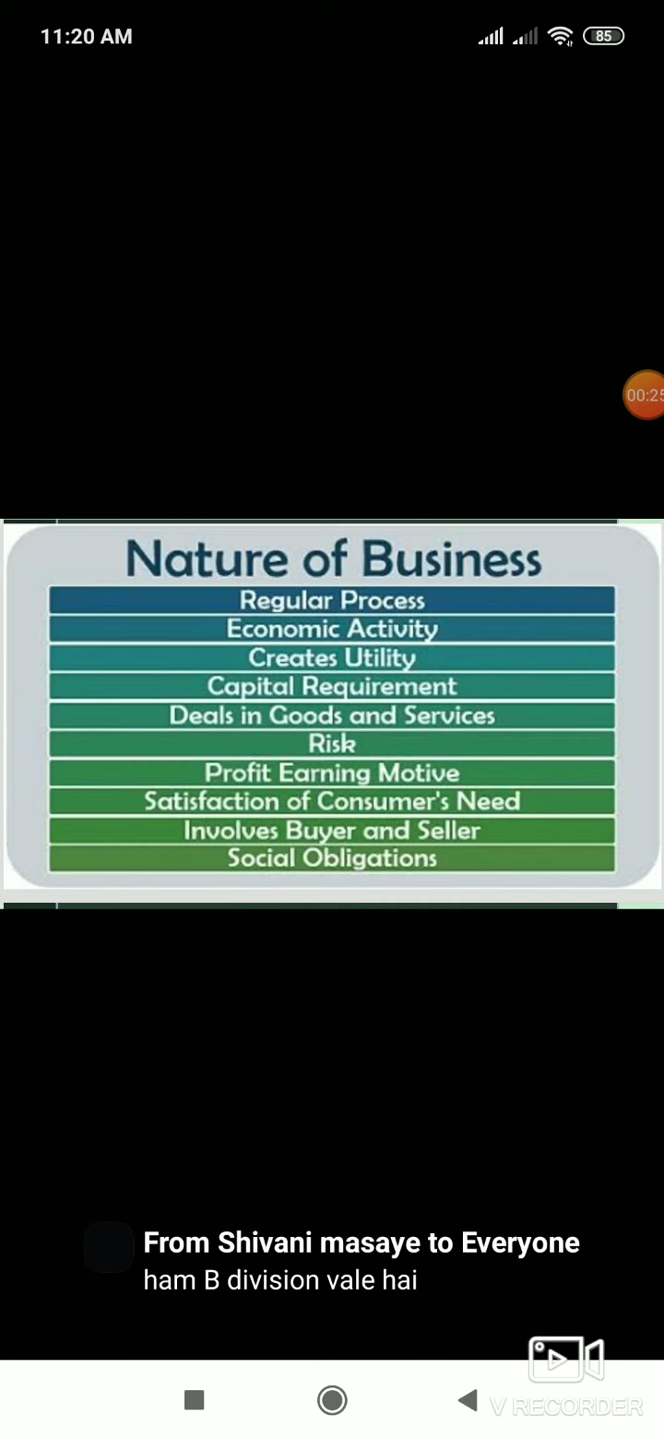 11:20 AM
85
00:25
Nature of Business
Regular Process
Economic Activity
Creates Utility
Capital Requirement
Deals in Goods and Services
Risk
Profit Earning Motive
Satisfaction of Consumer's Need
Involves Buyer and Seller
Social Obligations
From Shivani masaye to Everyone
ham B division vale hai
V RECORDER